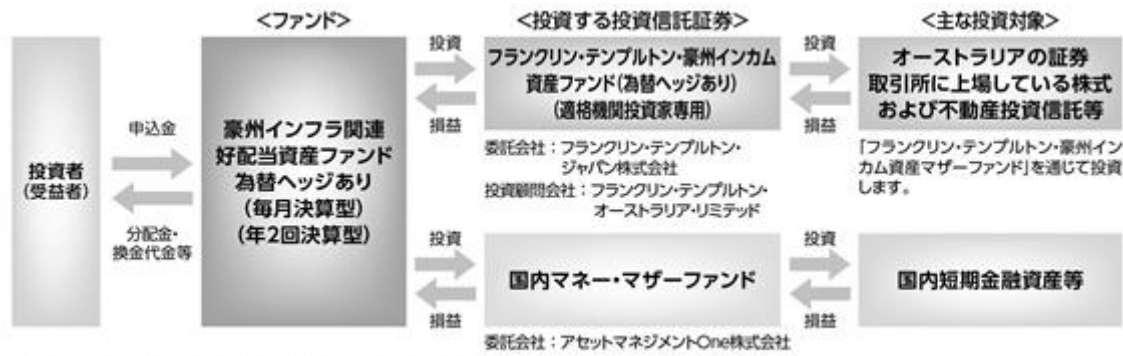 <ファンド>
<投資する投資信託証券>
<主な投資対象>
投資者
(受益者)
申込金
分配金・
換金代金等
豪州インフラ関連
好配当資産ファンド
為替ヘッジあり
(毎月決算型)
(年2回決算型)
投資
損益
フランクリン・テンプルトン・豪州インカム
資産ファンド(為替ヘッジあり)
(適格機関投資家専用)
委託会社:フランクリン・テンプルトン・
ジャパン株式会社
投資顧問会社:フランクリン・テンプルトン・
オーストラリア・リミテッド
投資
損益
オーストラリアの証券
取引所に上場している株式
および不動産投資信託等
「フランクリン・テンプルトン・豪州イン
カム資産マザーファンド」を通じて投資
します。
投資
損益
国内マネー・マザーファンド
委託会社:アセットマネジメントOne株式会社
投資
損益
国内短期金融資産等